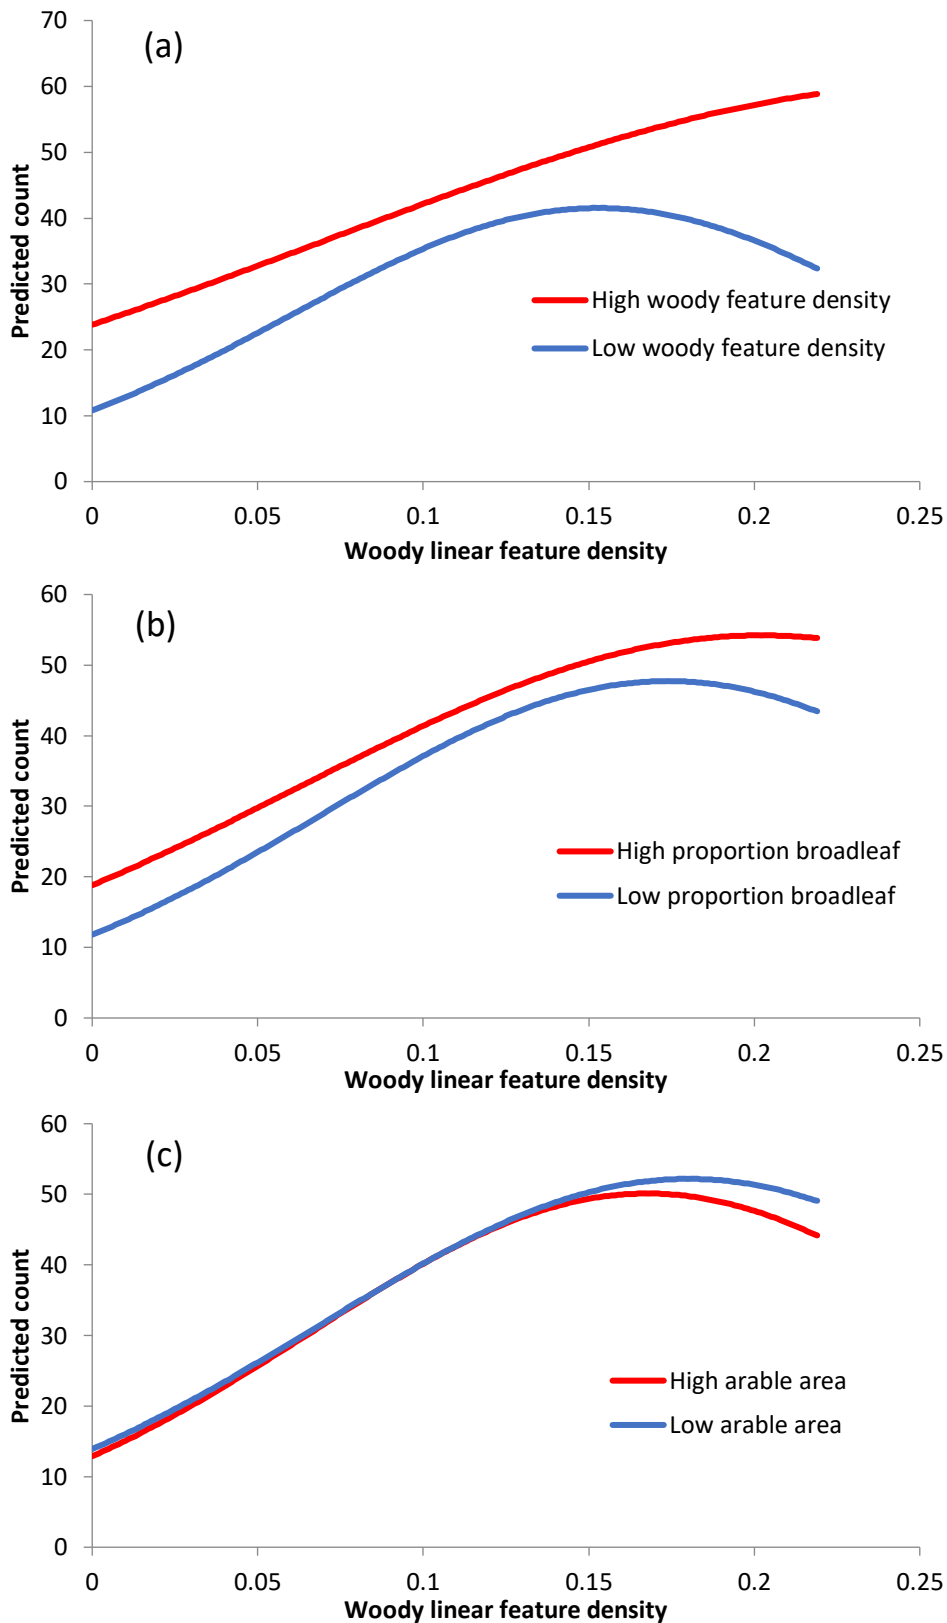 (a)
Predicted count
70
60
50
40
30
20
10
0
High woody feature density
Low woody feature density
0 0.05 0.1 0.15 0.2 0.25
Woody linear feature density
(b)
Predicted count
60
50
40
30
20
10
0
High proportion broadleaf
Low proportion broadleaf
0 0.05 0.1 0.15 0.2 0.25
Woody linear feature density
(c)
Predicted count
60
50
40
30
20
10
0
High arable area
Low arable area
0 0.05 0.1 0.15 0.2 0.25
Woody linear feature density